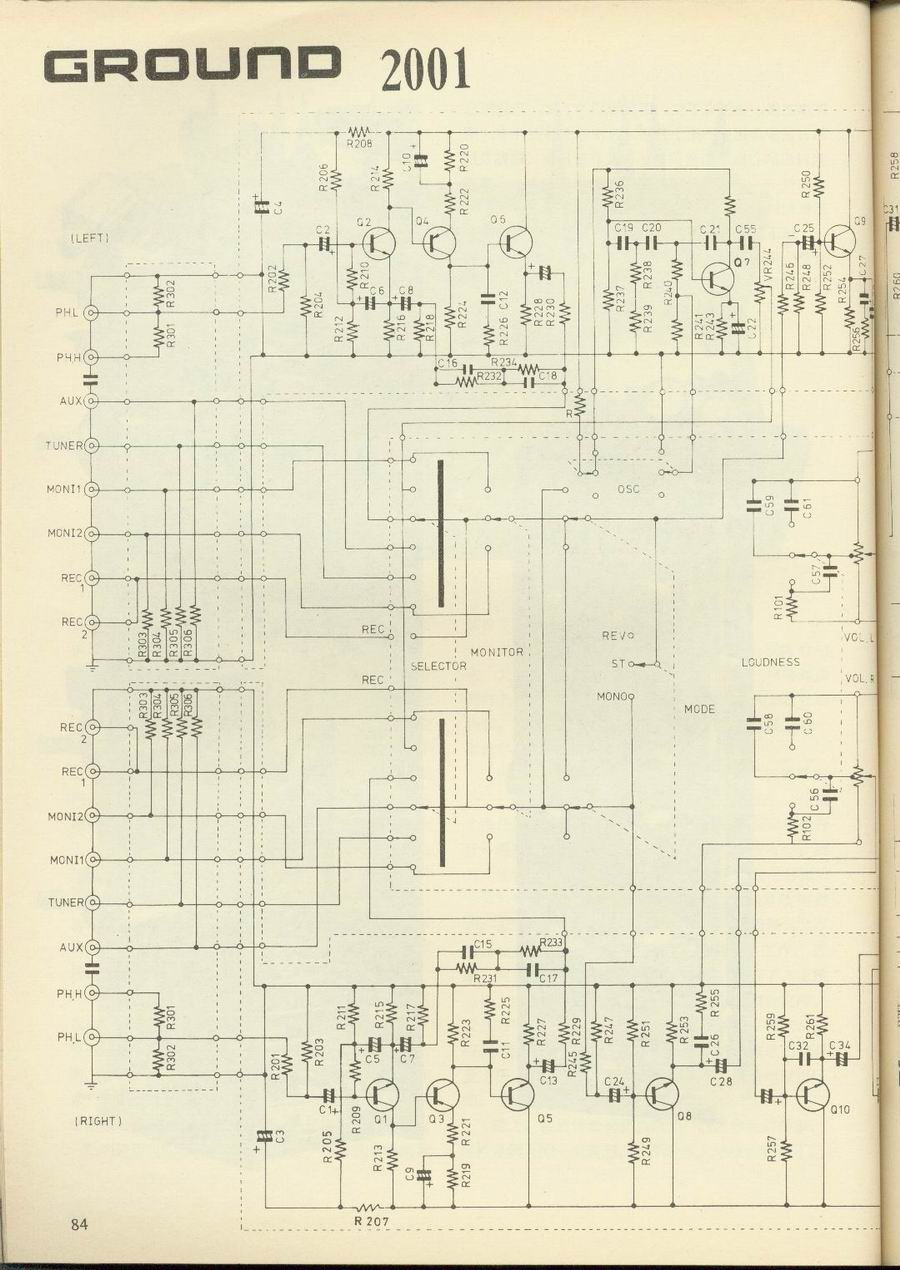 GROUND 2001
R208
C10
R220
R206
R214
R222
C4
(LEFT)
C2
Q2
Q4
Q5
R236
C19
C20
C21
C55
Q7
VR244
R250
C25
Q9
R258
C31
R260
R202
R204
R210
C6
C8
R212
R216
R218
R224
C12
R226
R228
R230
R237
R238
R239
R240
R241
R243
C22
R246
R248
R252
R254
C27
R256
R302
PHL
R301
PHH
C16
R234
R232
C18
R
AUX
TUNER
MONI1
MONI2
REC
1
REC
2
OSC
C59
C61
C57
R101
R303
R304
R305
R306
REC
REV
ST
MONO
SELECTOR
MONITOR
MODE
LOUDNESS
VOL, L
VOL, R
REC
R303
R304
R305
R306
REC
2
REC
1
MONI2
MONI1
TUNER
AUX
PH,H
PH,L
C58
C60
C56
R102
C15
R233
R231
C17
R301
R302
R211
R215
R217
R223
R225
C11
R227
R229
R247
R251
R253
R255
C26
R259
R261
C32
C34
R201
R203
C5
C7
C13
R245
C24
C28
C1
R209
Q1
Q3
Q5
Q8
Q10
(RIGHT)
C3
R205
R213
R221
C9
R219
R249
R257
R207
84